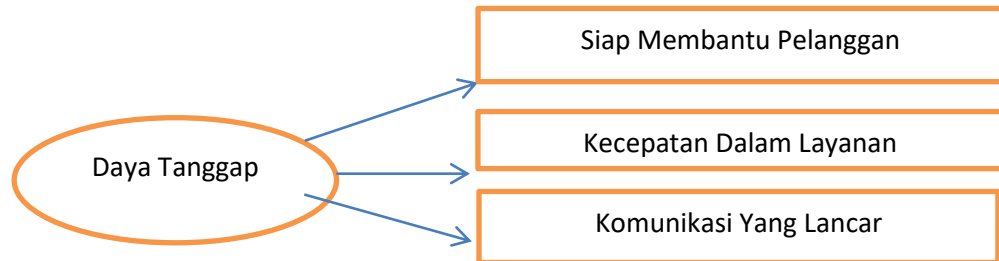 Siap Membantu Pelanggan
Daya Tanggap
Kecepatan Dalam Layanan
Komunikasi Yang Lancar